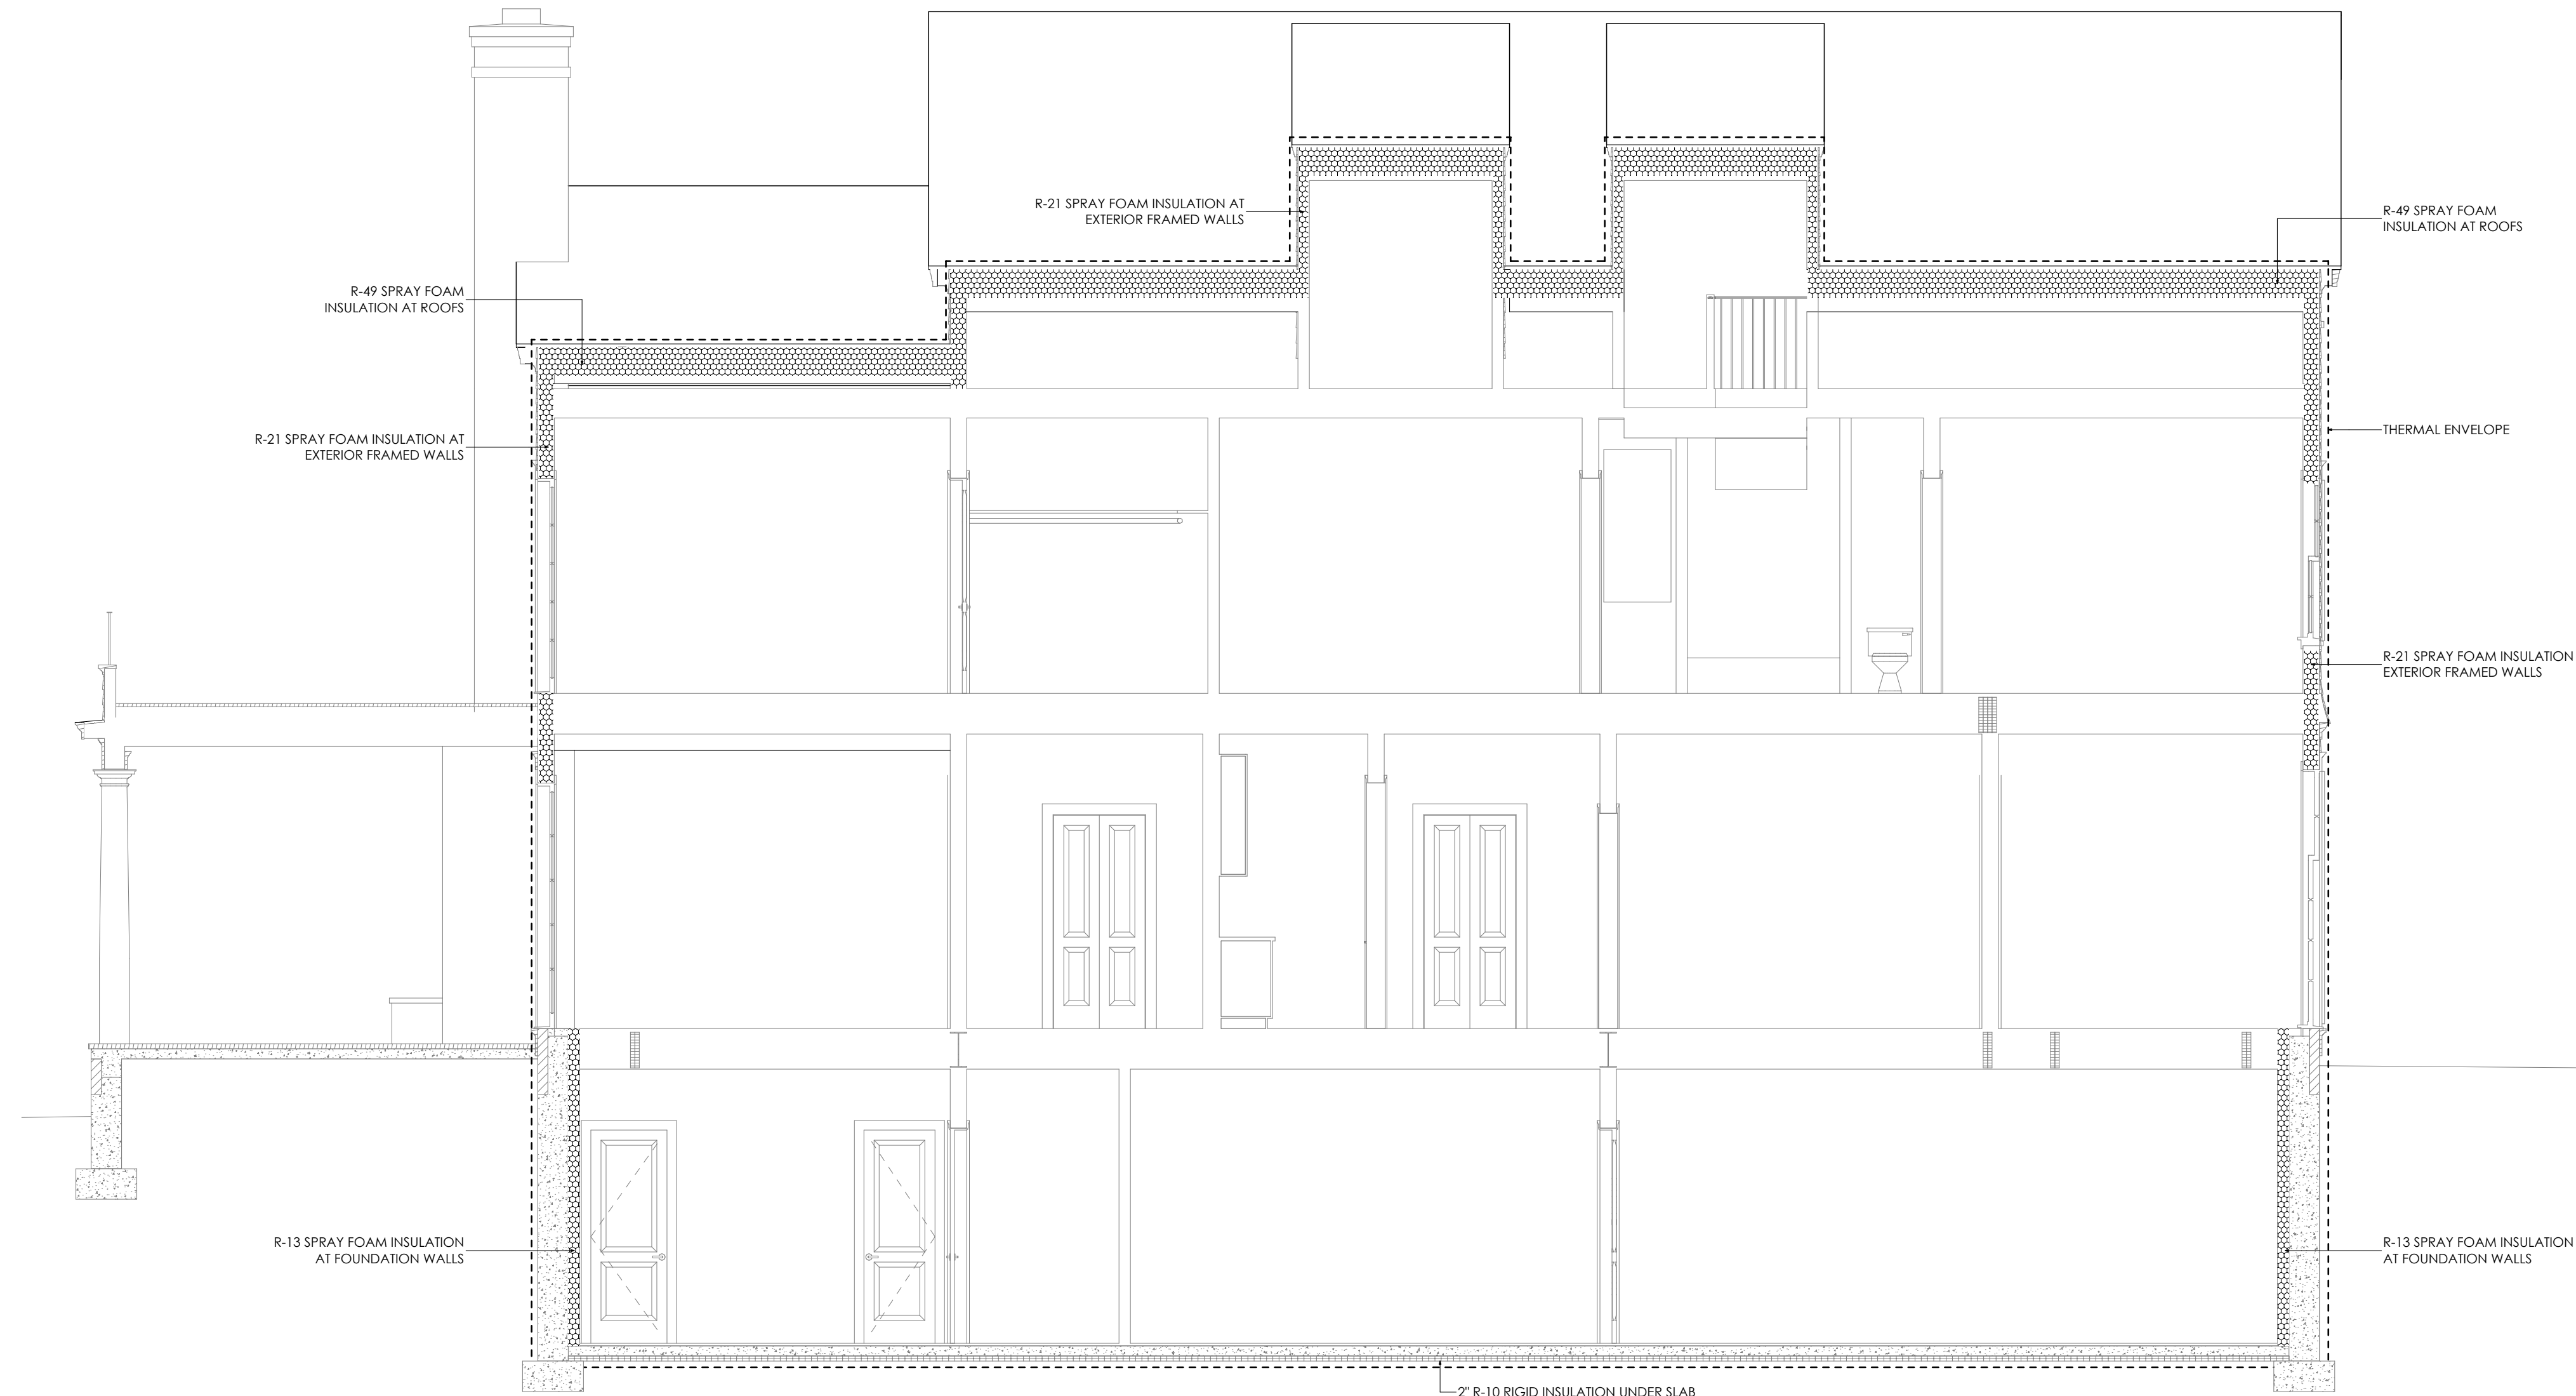 R-21 SPRAY FOAM INSULATION AT
EXTERIOR FRAMED WALLS
R-49 SPRAY FOAM
INSULATION AT ROOFS
R-49 SPRAY FOAM
INSULATION AT ROOFS
R-21 SPRAY FOAM INSULATION AT
EXTERIOR FRAMED WALLS
THERMAL ENVELOPE
R-21 SPRAY FOAM INSULATION
EXTERIOR FRAMED WALLS
R-13 SPRAY FOAM INSULATION
AT FOUNDATION WALLS
R-13 SPRAY FOAM INSULATION
AT FOUNDATION WALLS
2" R-10 RIGID INSULATION UNDER SLAB